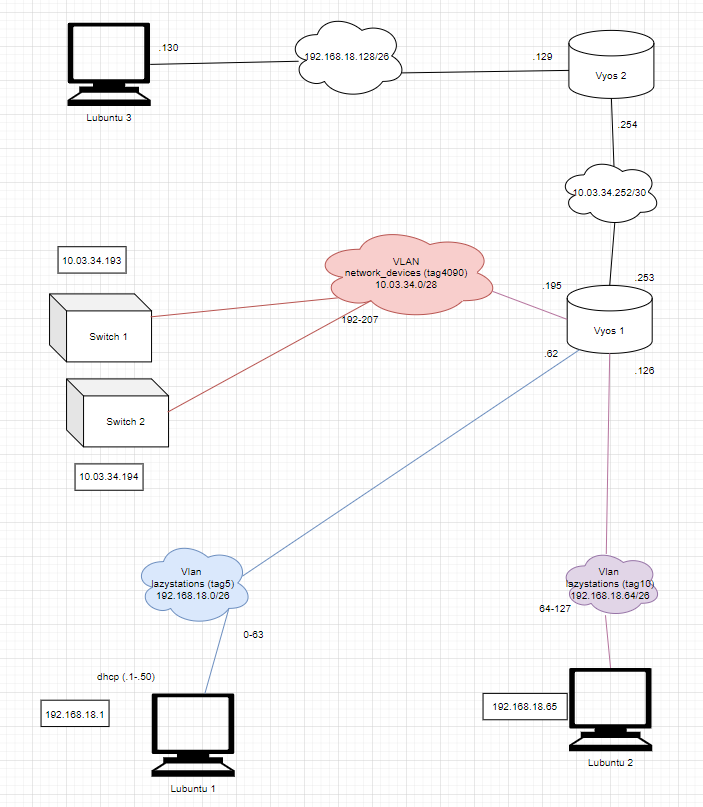 .130
192.168.18.128/26
.129
Vyos 2
Lubuntu 3
.254
10.03.34.252/30
10.03.34.193
VLAN
network_devices (tag4090)
10.03.34.0/28
.253
.195
192-207
Switch 1
Vyos 1
.62
.126
Switch 2
10.03.34.194
Vlan
lazystations (tag5)
192.168.18.0/26
Vlan
lazystations (tag10)
192.168.18.64/26
64-127
0-63
dhcp (.1-.50)
192.168.18.1
192.168.18.65
Lubuntu 2
Lubuntu 1